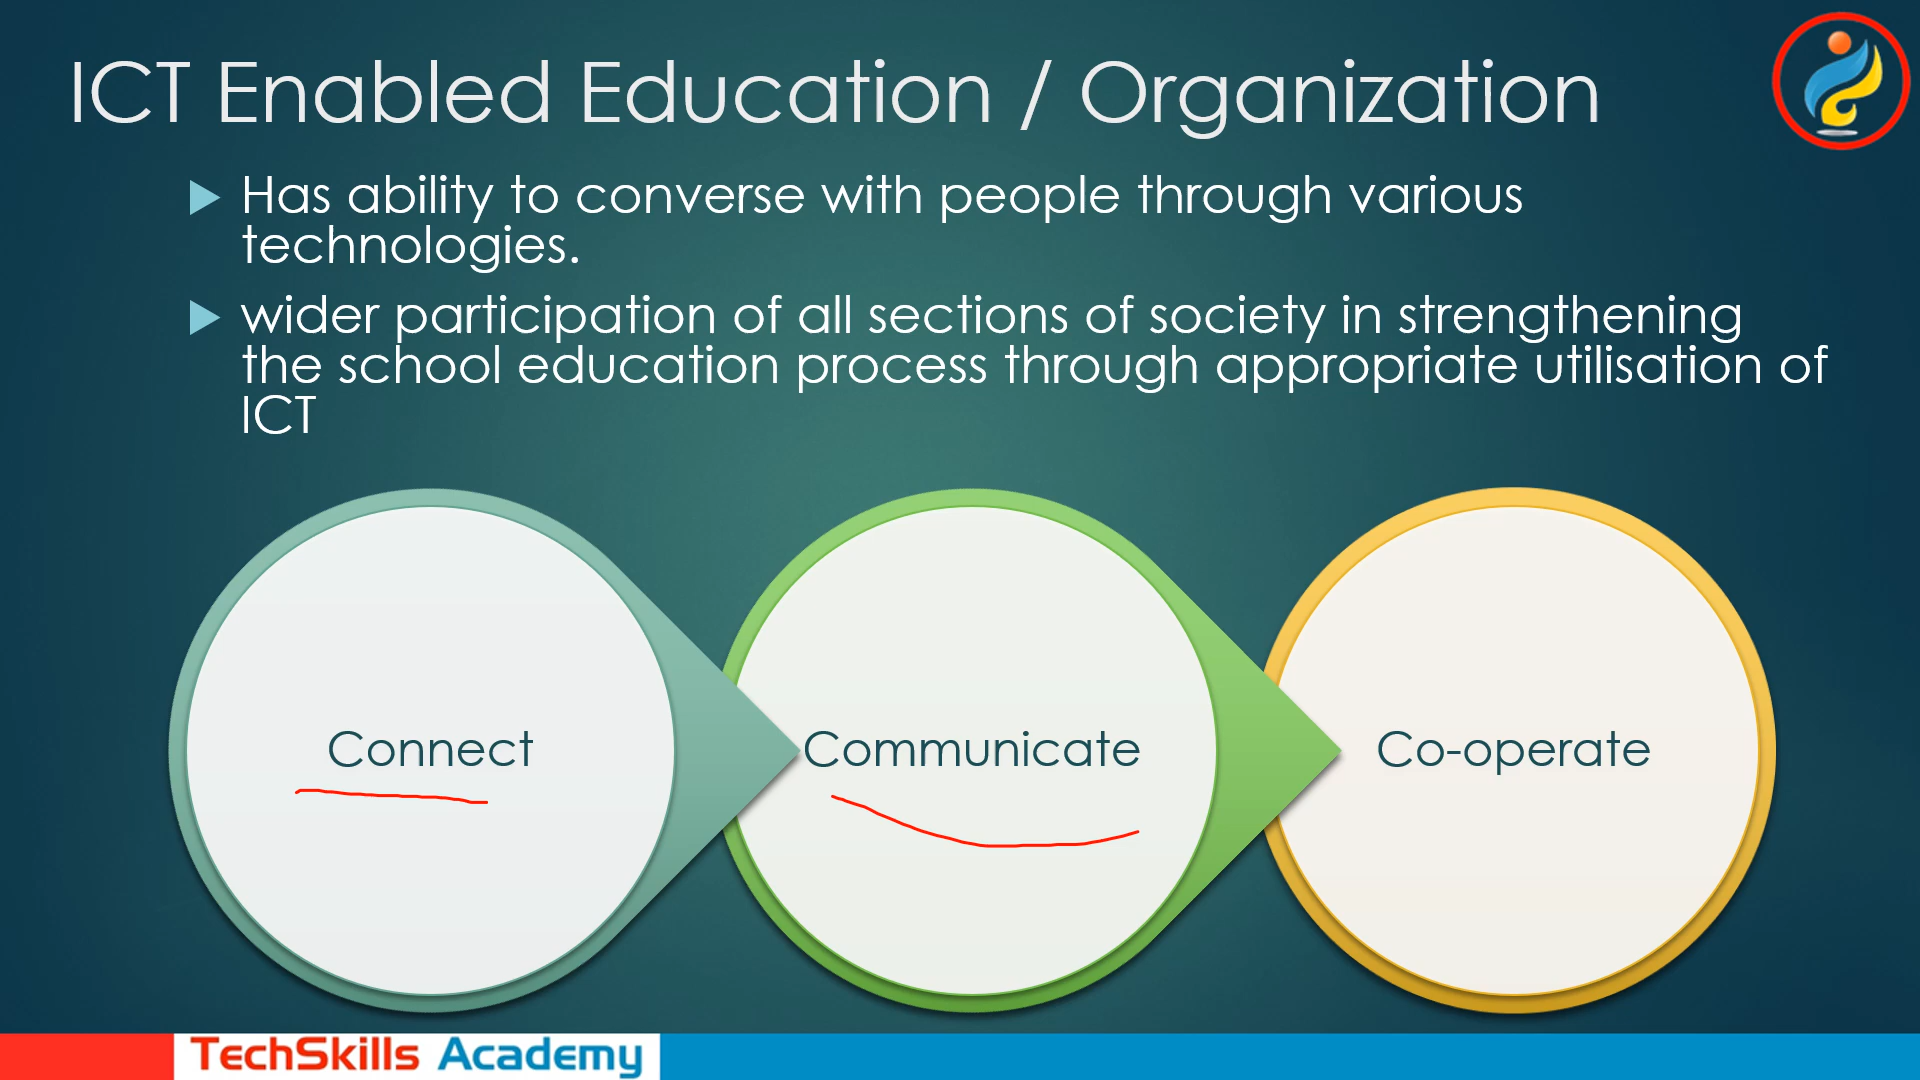 ICT Enabled Education / Organization
Has ability to converse with people through various
technologies.
wider participation of all sections of society in strengthening
the school education process through appropriate utilisation of
ICT
Connect
Communicate
Co-operate
TechSkills Academy